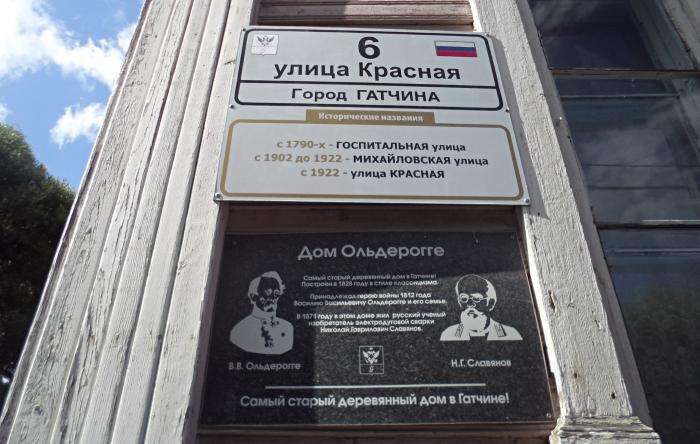 6
улица Красная
Город ГАТЧИНА
Исторические названия
с 1790-х - ГОСПИТАЛЬНАЯ улица
с 1902 до 1922 - МИХАЙЛОВСКАЯ улица
с 1922 - улица КРАСНАЯ
Дом Ольдерогге
Самый старый деревянный дом в Гатчине!
Построен в 1828 году в стиле классицизма.
Принадлежал герою войны 1812 года
Василию Васильевичу Ольдерогге и его семье.
В 1871 году в этом доме жил русский учёный
изобретатель электродуговой сварки
Николай Гаврилович Славянов.
В.В. Ольдерогге
Н.Г. Славянов
Самый старый деревянный дом в Гатчине!